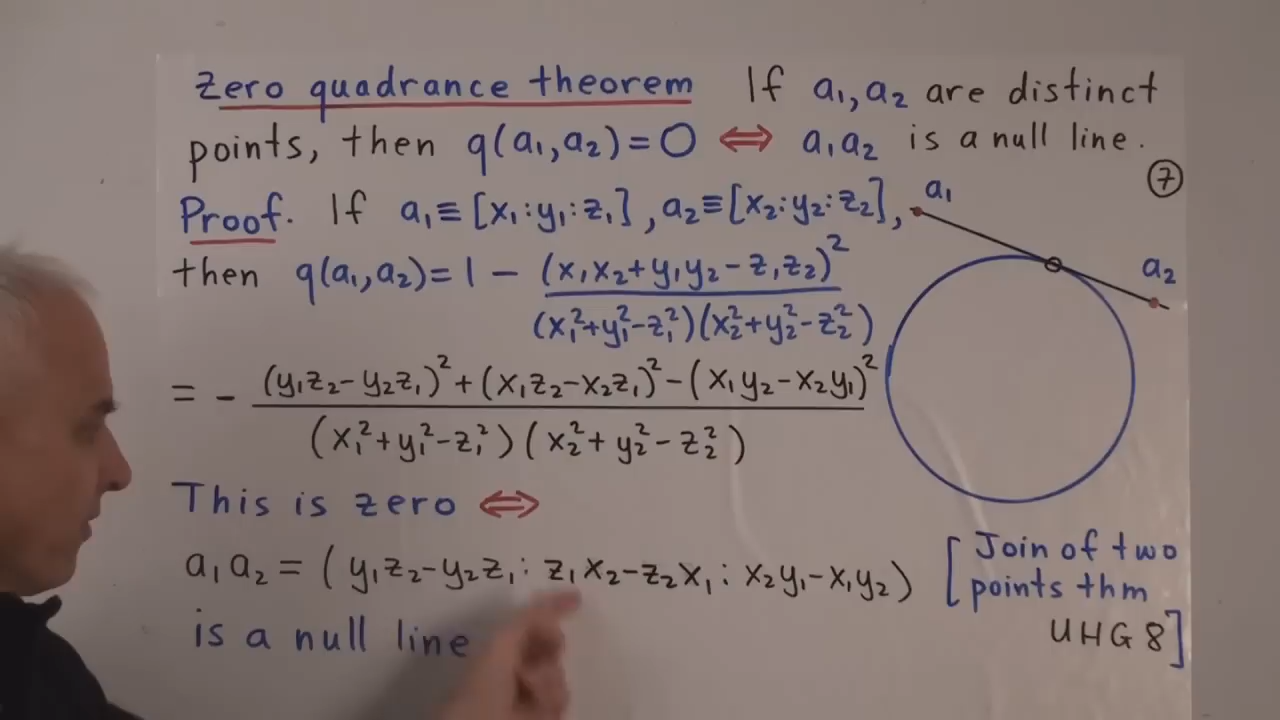 Zero quadrance theorem If a₁, a₂ are distinct
points, then q(a₁,a₂)=0 ⇔ a₁a₂ is a null line.
⑦
Proof. If a₁≡[x₁:y₁:z₁], a₂≡[x₂:y₂:z₂],
a₁
then q(a₁,a₂)= 1 - (x₁x₂+y₁y₂-z₁z₂)²
(x₁²+y₁²-z₁²)(x₂²+y₂²-z₂²)
a₂
= - (y₁z₂-y₂z₁)²+(x₁z₂-x₂z₁)²-(x₁y₂-x₂y₁)²
(x₁²+y₁²-z₁²)(x₂²+y₂²-z₂²)
This is zero ⇔
a₁a₂ = (y₁z₂-y₂z₁: z₁x₂-z₂x₁: x₂y₁-x₁y₂)
is a null line
[Join of two
points thm
UHG 8]